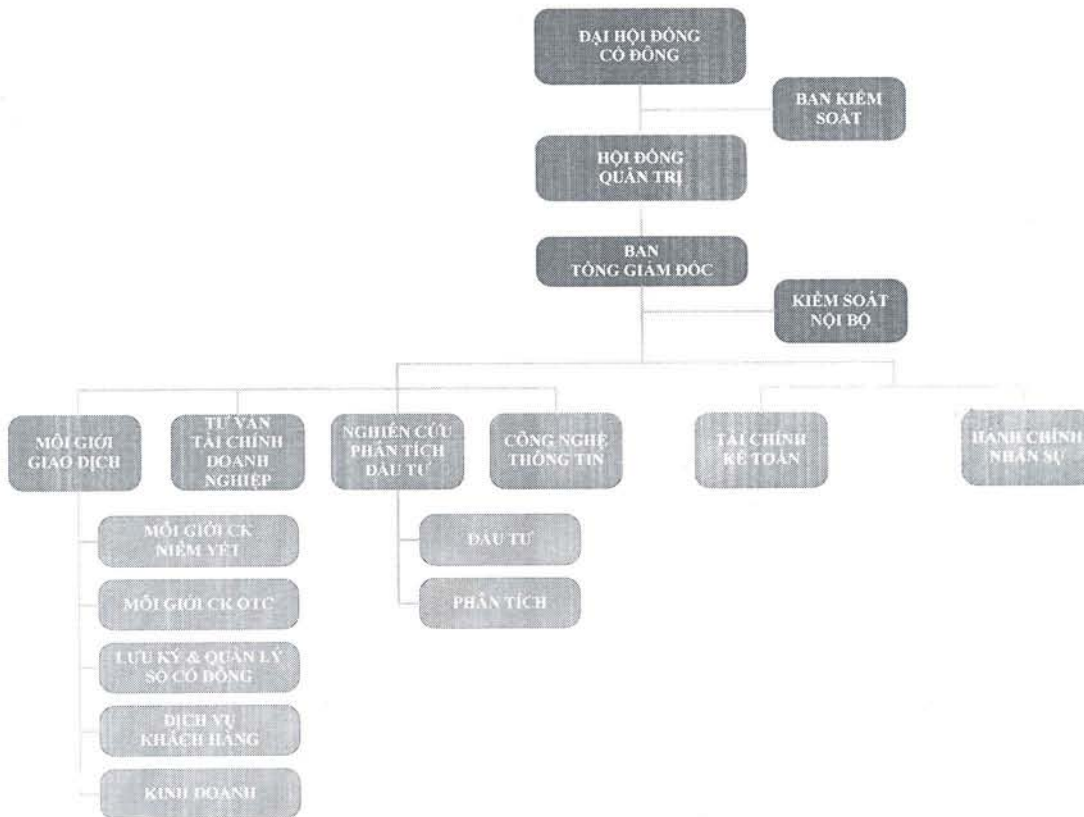 ĐẠI HỘI ĐỒNG
CỔ ĐÔNG
BAN KIỂM
SOÁT
HỘI ĐỒNG
QUẢN TRỊ
BAN
TỔNG GIÁM ĐỐC
KIỂM SOÁT
NỘI BỘ
MÔI GIỚI
GIAO DỊCH
TƯ VẤN
TÀI CHÍNH
DOANH
NGHIỆP
NGHIÊN CỨU
PHÂN TÍCH
ĐẦU TƯ
CÔNG NGHỆ
THÔNG TIN
TÀI CHÍNH
KẾ TOÁN
HÀNH CHÍNH
NHÂN SỰ
MÔI GIỚI CK
NIÊM YẾT
MÔI GIỚI CK OTC
LƯU KÝ & QUẢN LÝ
SỔ CỔ ĐÔNG
DỊCH VỤ
KHÁCH HÀNG
KINH DOANH
ĐẦU TƯ
PHÂN TÍCH